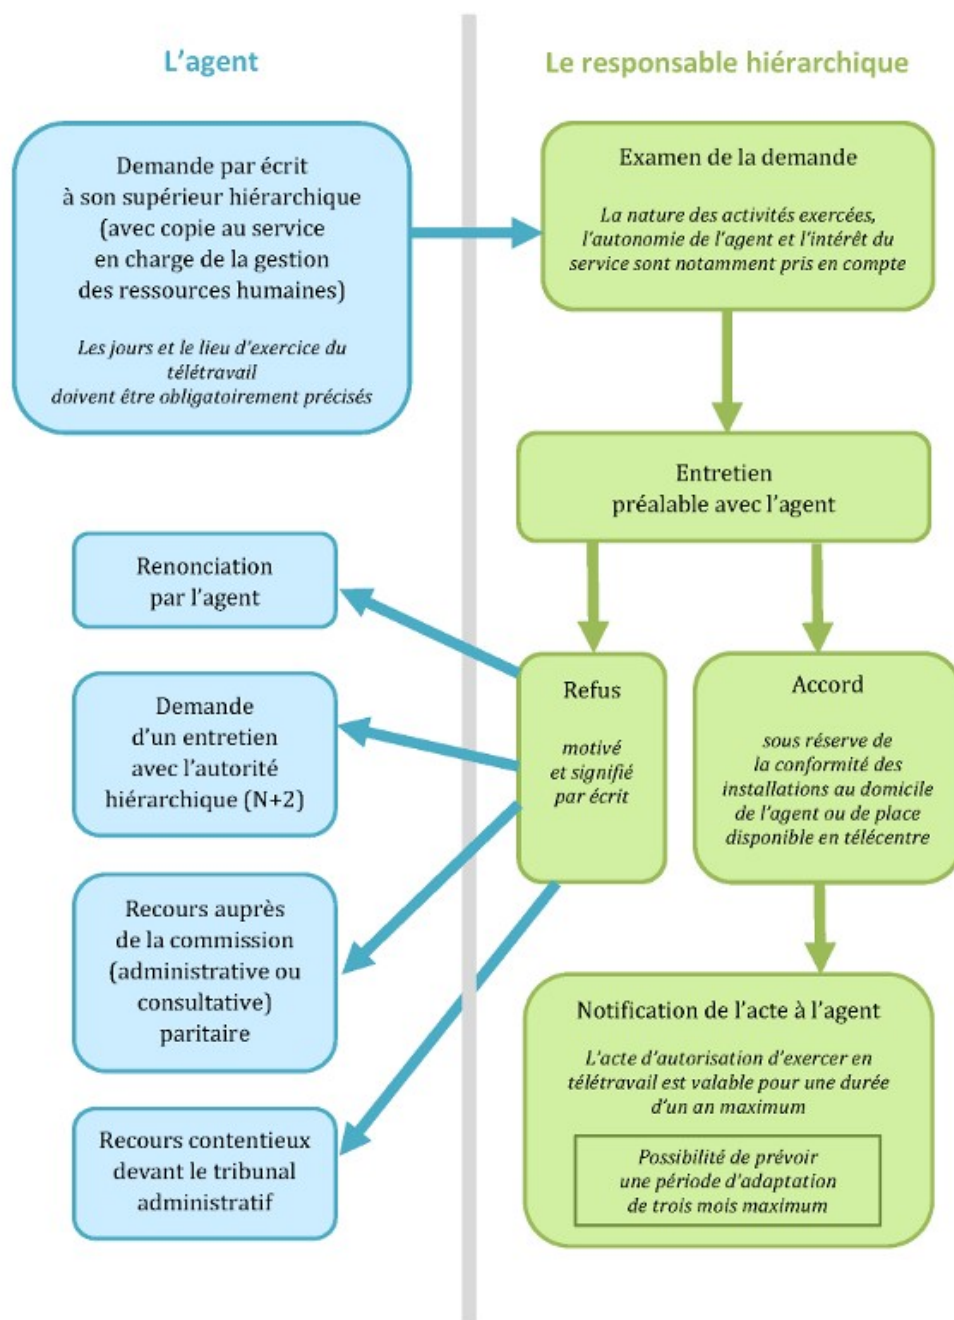 L'agent
Le responsable hiérarchique
Demande par écrit
à son supérieur hiérarchique
(avec copie au service
en charge de la gestion
des ressources humaines)
Les jours et le lieu d'exercice du
télétravail
doivent être obligatoirement précisés
Examen de la demande
La nature des activités exercées,
l'autonomie de l'agent et l'intérêt du
service sont notamment pris en compte
Entretien
préalable avec l'agent
Renonciation
par l'agent
Demande
d'un entretien
avec l'autorité
hiérarchique (N+2)
Recours auprès
de la commission
(administrative ou
consultative)
paritaire
Recours contentieux
devant le tribunal
administratif
Refus
motivé
et signifié
par écrit
Accord
sous réserve de
la conformité des
installations au domicile
de l'agent ou de place
disponible en télécentre
Notification de l'acte à l'agent
L'acte d'autorisation d'exercer en
télétravail est valable pour une durée
d'un an maximum
Possibilité de prévoir
une période d'adaptation
de trois mois maximum